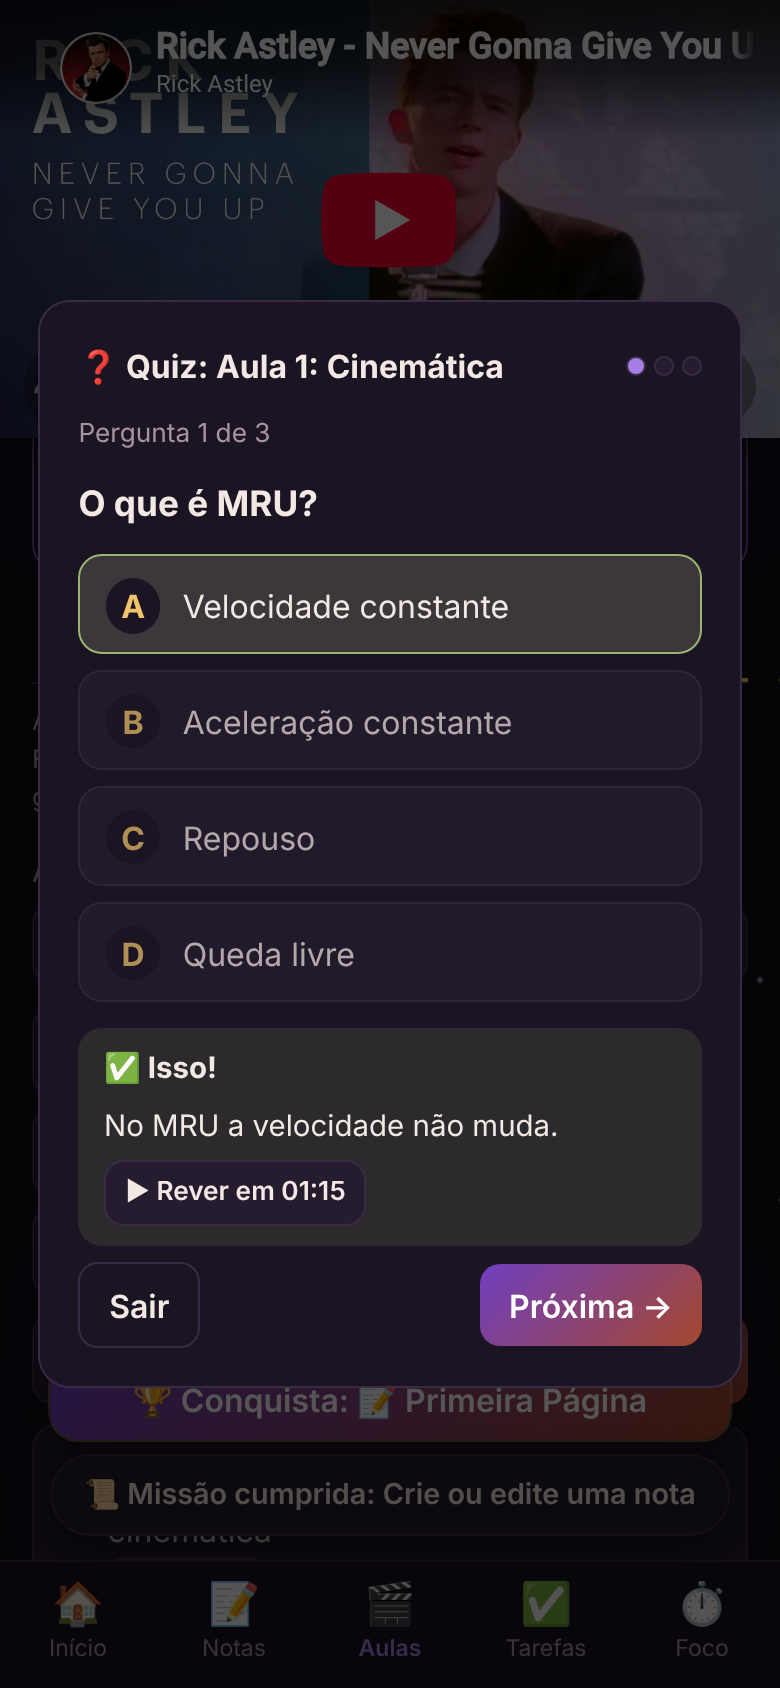 Rick Astley - Never Gonna Give You U
Rick Astley
RICK
ASTLEY
NEVER GONNA
GIVE YOU UP
❓ Quiz: Aula 1: Cinemática
Pergunta 1 de 3
O que é MRU?
A Velocidade constante
B Aceleração constante
C Repouso
D Queda livre
✅ Isso!
No MRU a velocidade não muda.
▶ Rever em 01:15
Sair
Próxima →
🏆 Conquista: 📝 Primeira Página
📜 Missão cumprida: Crie ou edite uma nota
cinemática
Início
Notas
Aulas
Tarefas
Foco